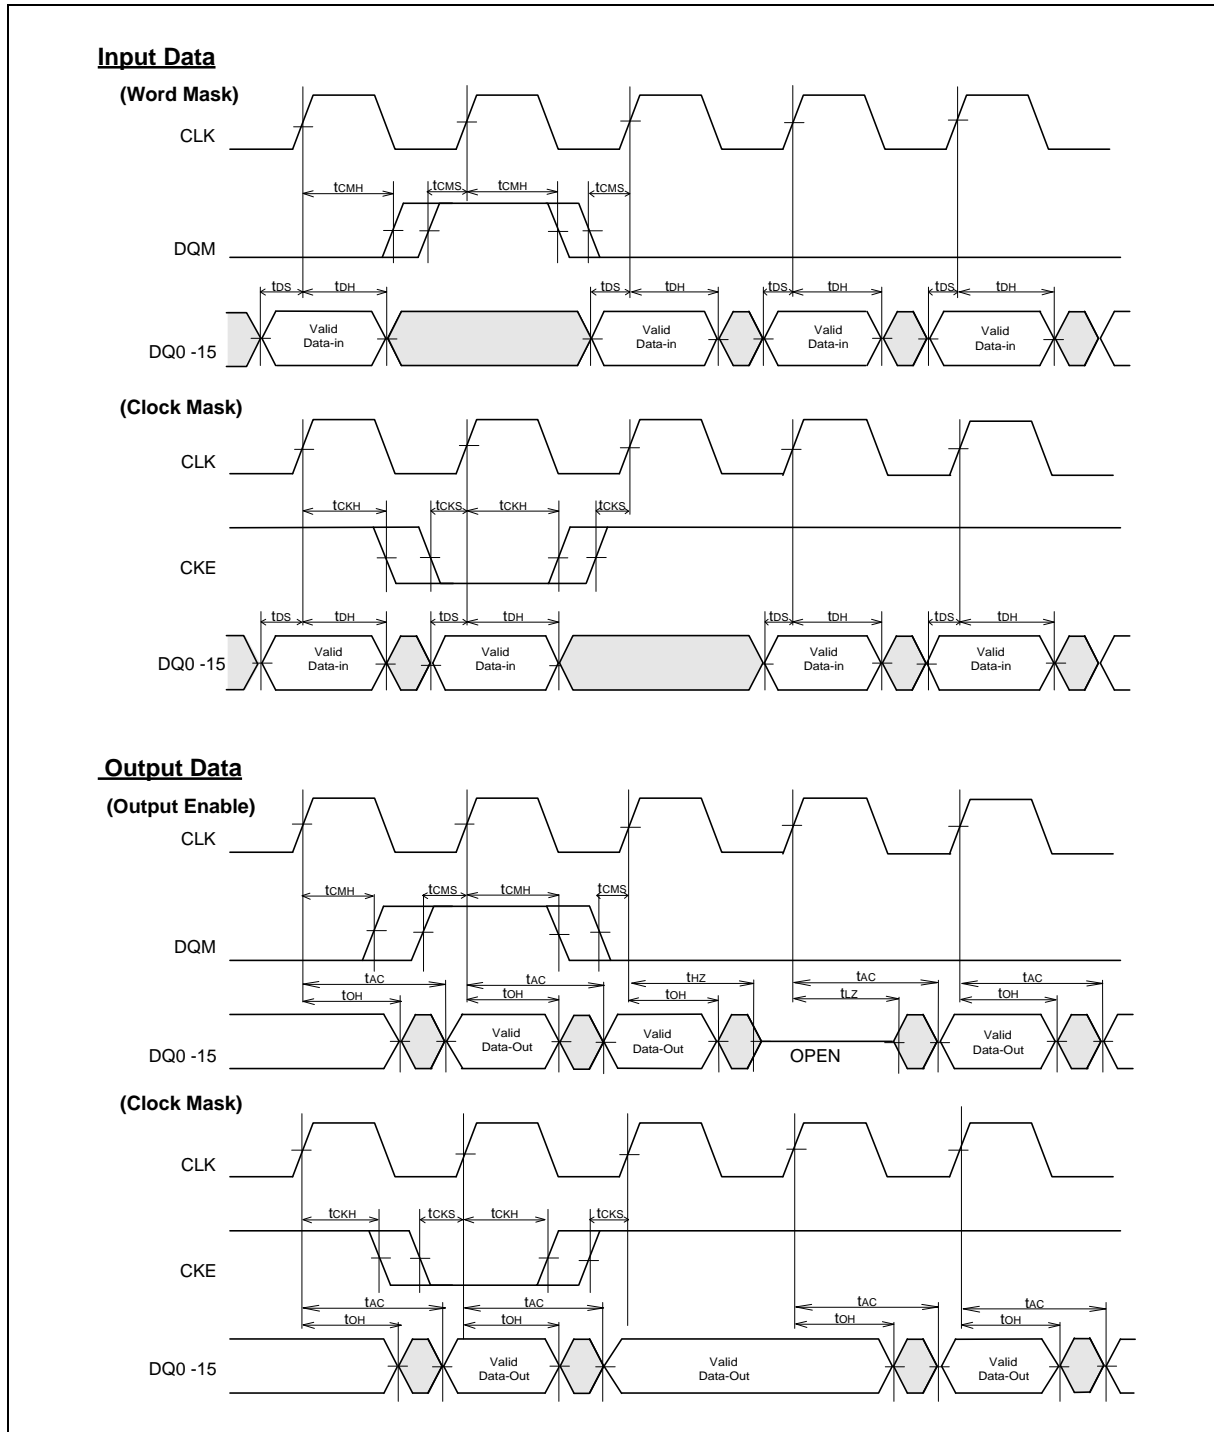 Input Data
(Word Mask)
CLK
tCMH tCMS tCMH tCMS
DQM
tDS tDH tDS tDH tDS tDH tDS tDH
DQ0 -15
Valid Data-in
Valid Data-in
Valid Data-in
Valid Data-in
(Clock Mask)
CLK
tCKH tCKS tCKH tCKS
CKE
tDS tDH tDS tDH tDS tDH tDS tDH
DQ0 -15
Valid Data-in
Valid Data-in
Valid Data-in
Valid Data-in
Output Data
(Output Enable)
CLK
tCMH tCMS tCMH tCMS
DQM
tAC tAC tHZ tAC tAC
tOH tOH tOH tLZ tOH
DQ0 -15
Valid Data-Out
Valid Data-Out
OPEN
Valid Data-Out
(Clock Mask)
CLK
tCKH tCKS tCKH tCKS
CKE
tAC tAC tAC tAC
tOH tOH tOH tOH
DQ0 -15
Valid Data-Out
Valid Data-Out
Valid Data-Out